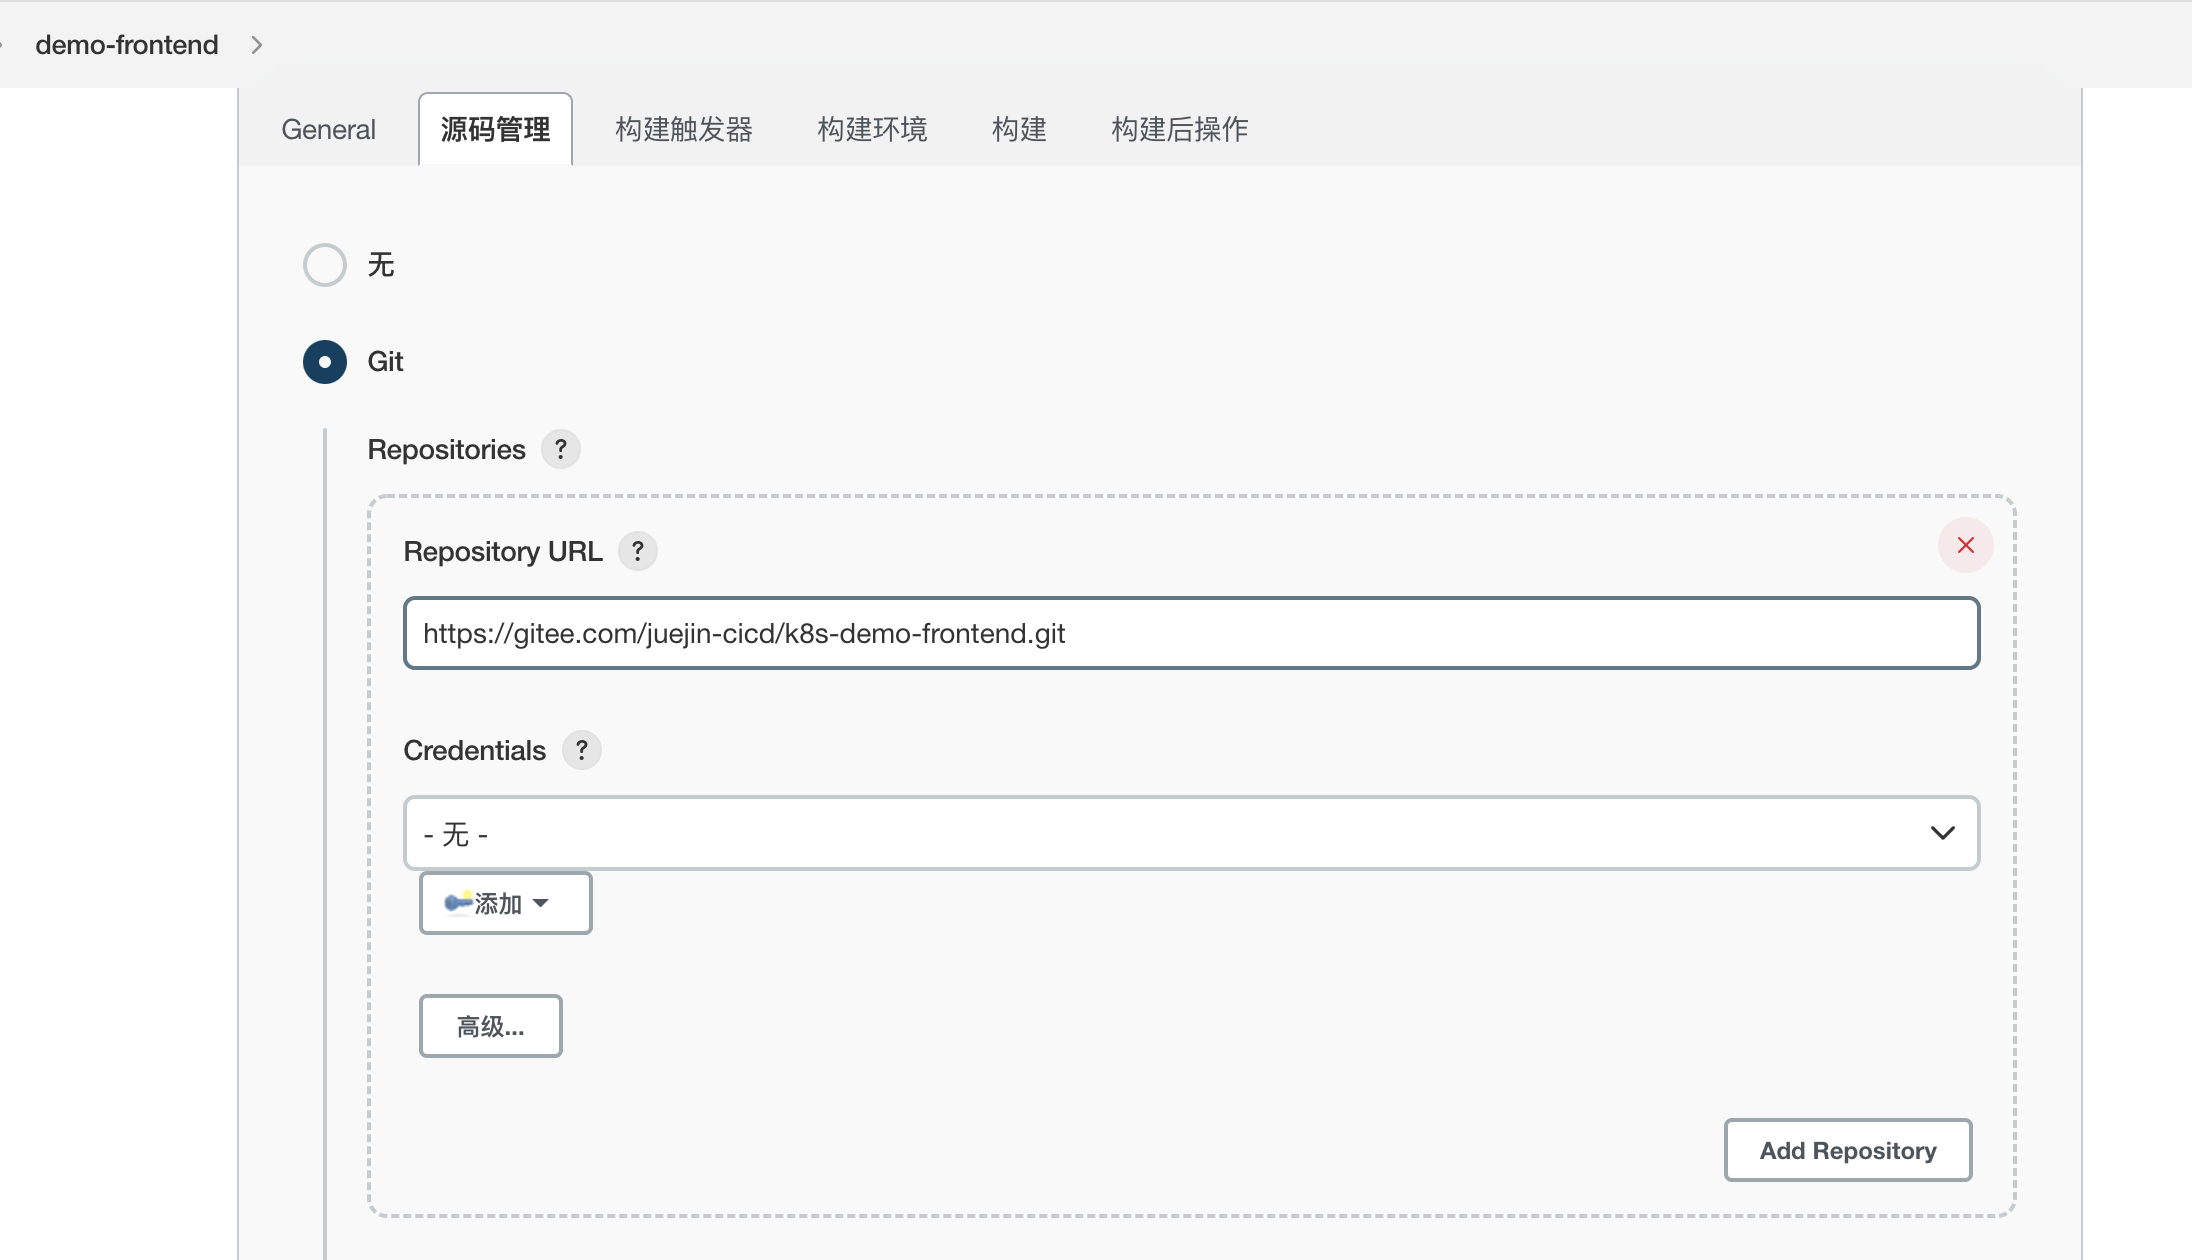 demo-frontend
General 源码管理 构建触发器 构建环境 构建 构建后操作
无
Git
Repositories ?
Repository URL ?
https://gitee.com/juejin-cicd/k8s-demo-frontend.git
Credentials ?
- 无 -
添加
高级...
Add Repository